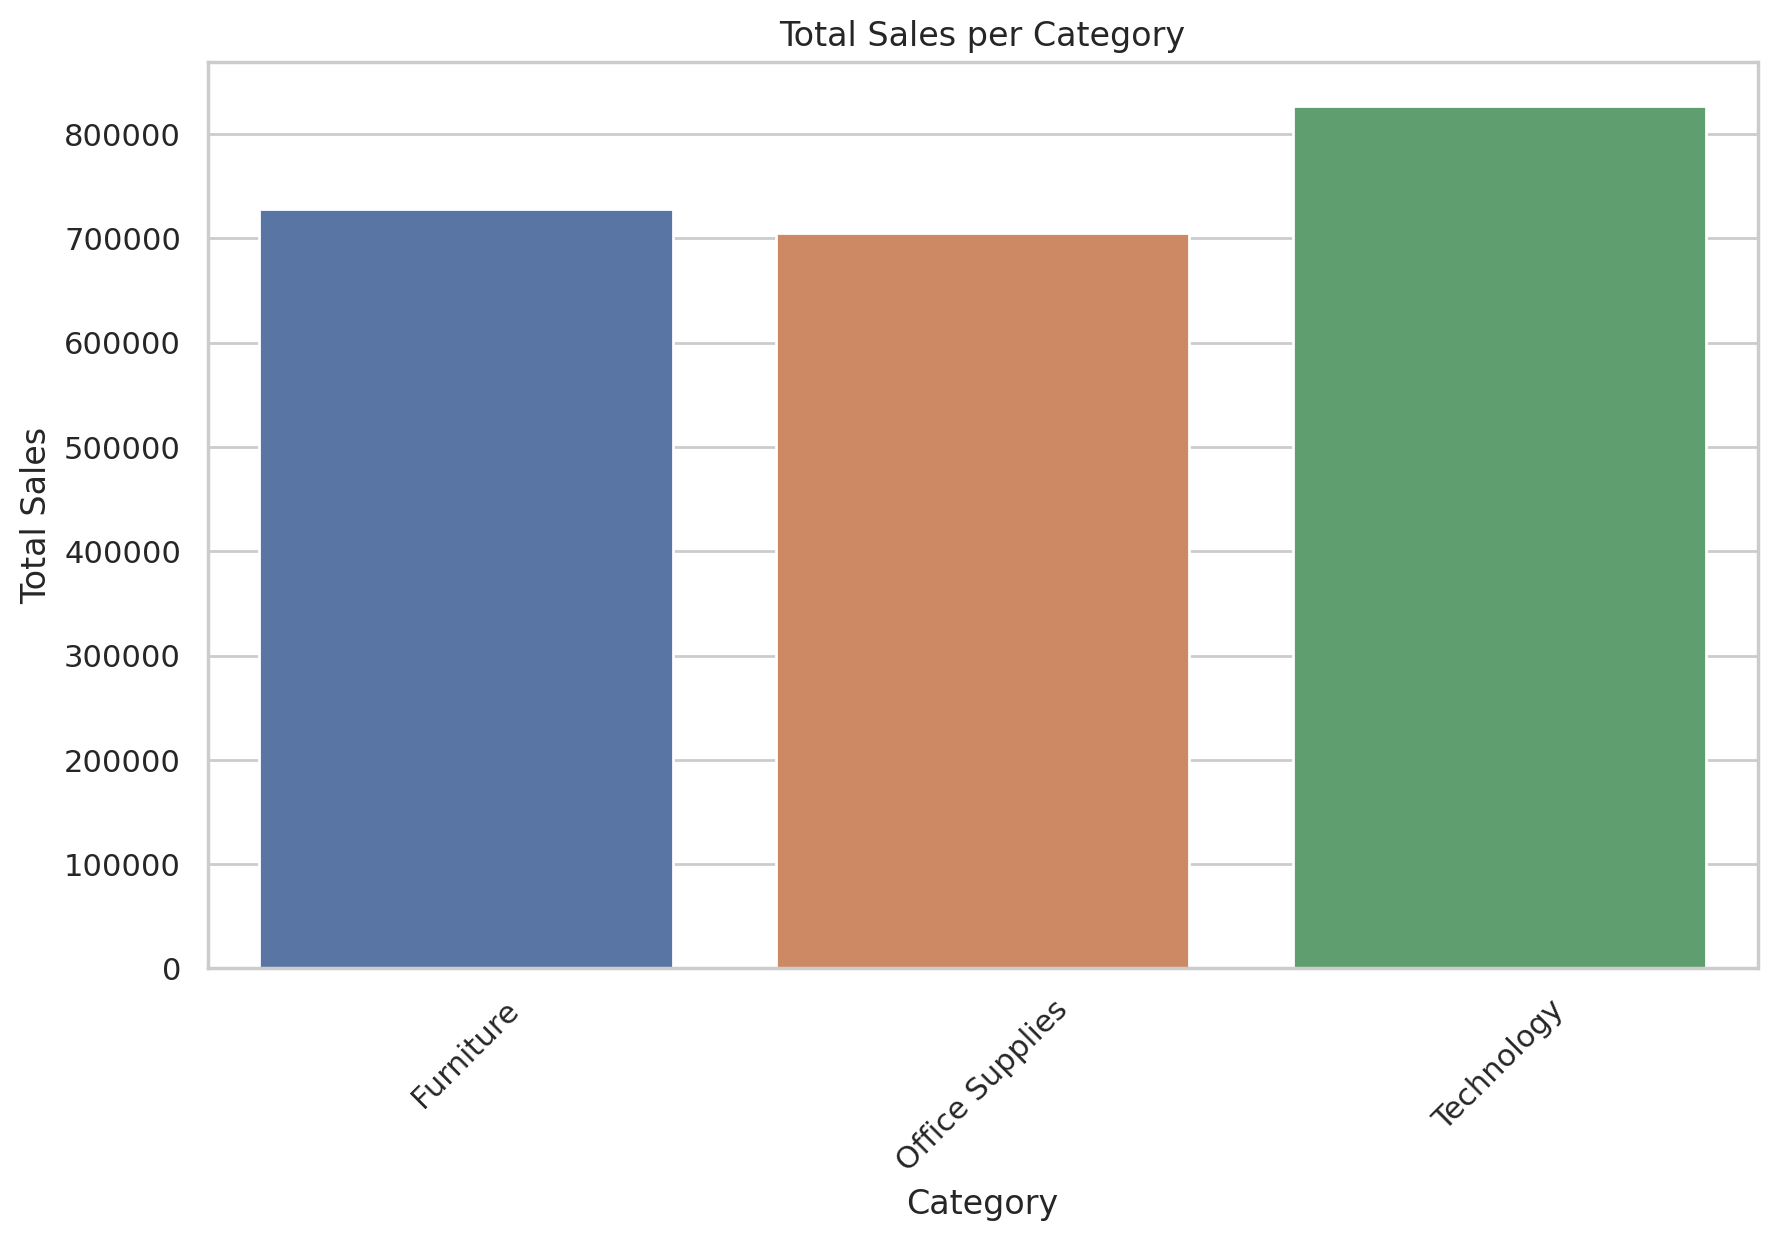 Total Sales per Category
Total Sales
800000
700000
600000
500000
400000
300000
200000
100000
0
Furniture
Office Supplies
Technology
Category